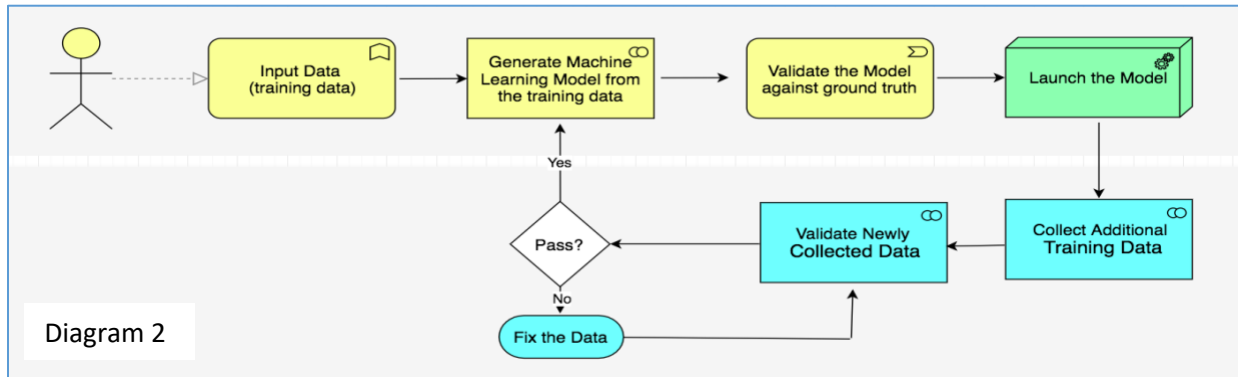 Input Data
(training data)
Generate Machine
Learning Model from
the training data
Validate the Model
against ground truth
Launch the Model
Yes
Pass?
Validate Newly
Collected Data
Collect Additional
Training Data
No
Fix the Data
Diagram 2